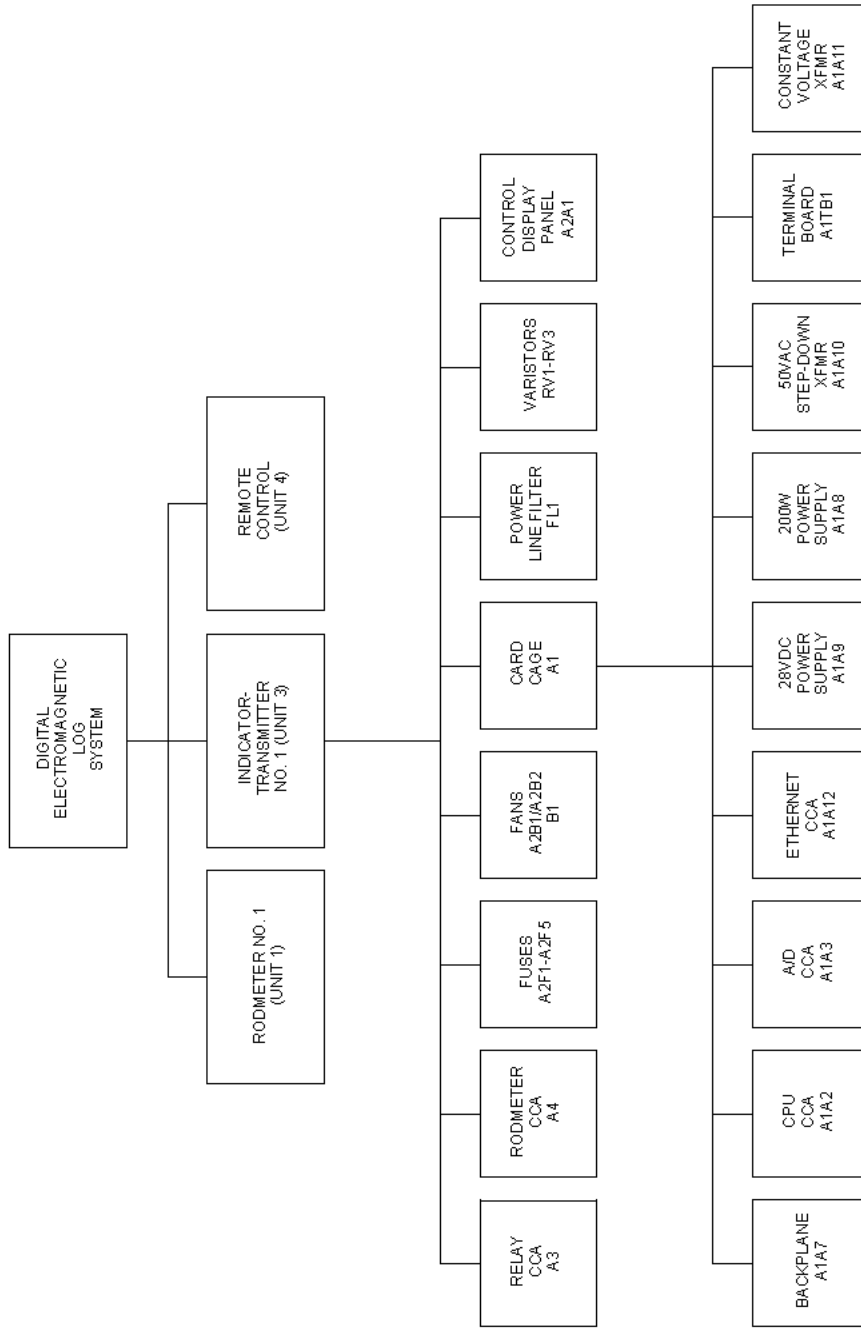 DIGITAL
ELECTROMAGNETIC
LOG
SYSTEM
RODMETER NO. 1
(UNIT 1)
INDICATOR-
TRANSMITTER
NO. 1 (UNIT 3)
REMOTE
CONTROL
(UNIT 4)
RELAY
CCA
A3
RODMETER
CCA
A4
FUSES
A2F1-A2F5
FANS
A2B1/A2B2
B1
CARD
CAGE
A1
POWER
LINE FILTER
FL1
VARISTORS
RV1-RV3
CONTROL
DISPLAY
PANEL
A2A1
BACKPLANE
A1A7
CPU
CCA
A1A2
A/D
CCA
A1A3
ETHERNET
CCA
A1A12
28VDC
POWER
SUPPLY
A1A9
200W
POWER
SUPPLY
A1A8
50VAC
STEP-DOWN
XFMR
A1A10
TERMINAL
BOARD
A1TB1
CONSTANT
VOLTAGE
XFMR
A1A11